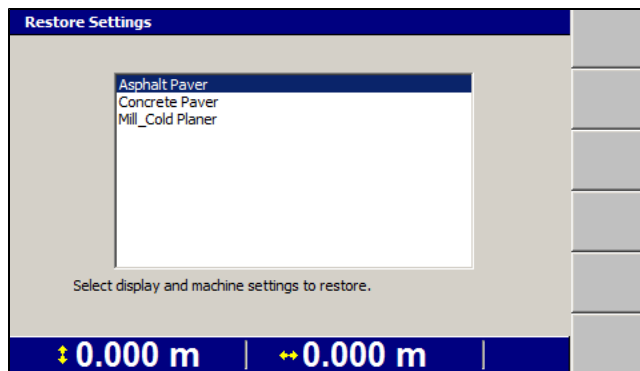 Restore Settings
Asphalt Paver
Concrete Paver
Mill_Cold Planer
Select display and machine settings to restore.
0.000 m
0.000 m